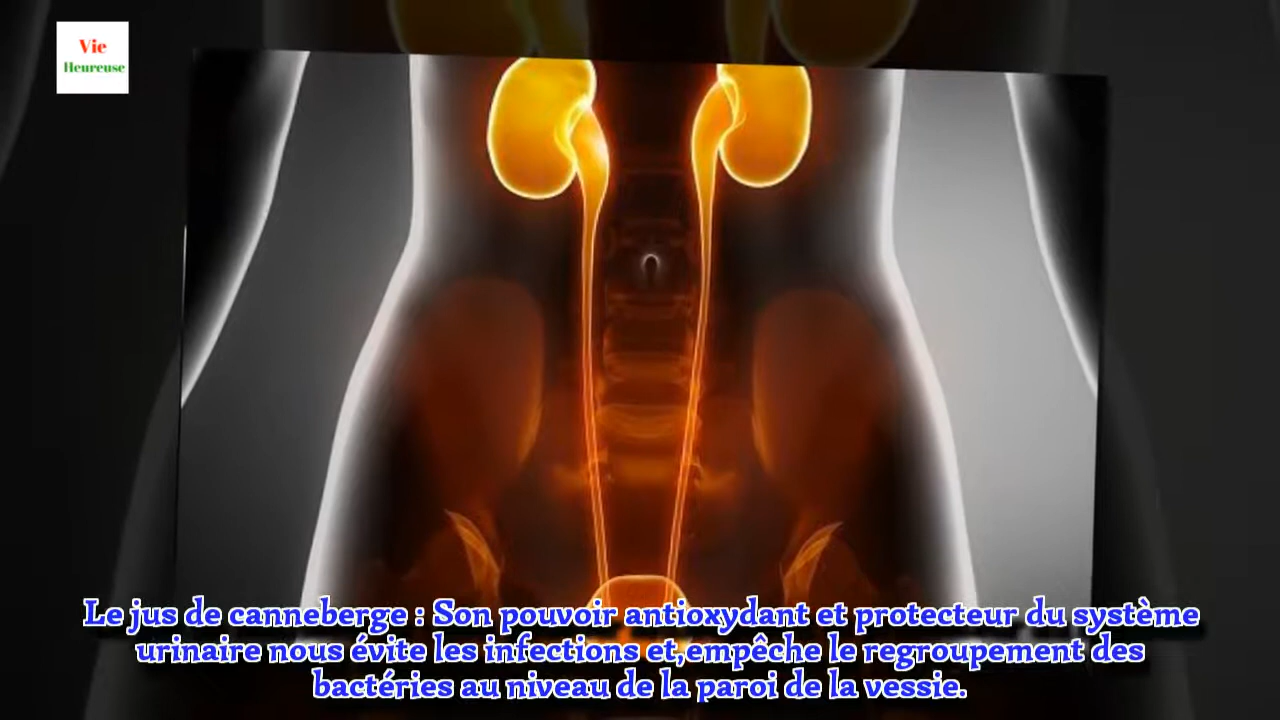 Vie
Heureuse
Le jus de canneberge : Son pouvoir antioxydant et protecteur du système
urinaire nous évite les infections et,empêche le regroupement des
bactéries au niveau de la paroi de la vessie.